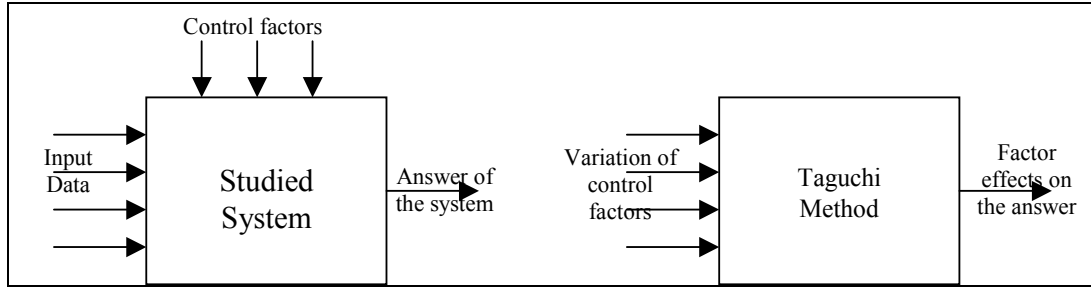 Control factors
Input
Data
Studied
System
Answer of
the system
Variation of
control
factors
Taguchi
Method
Factor
effects on
the answer